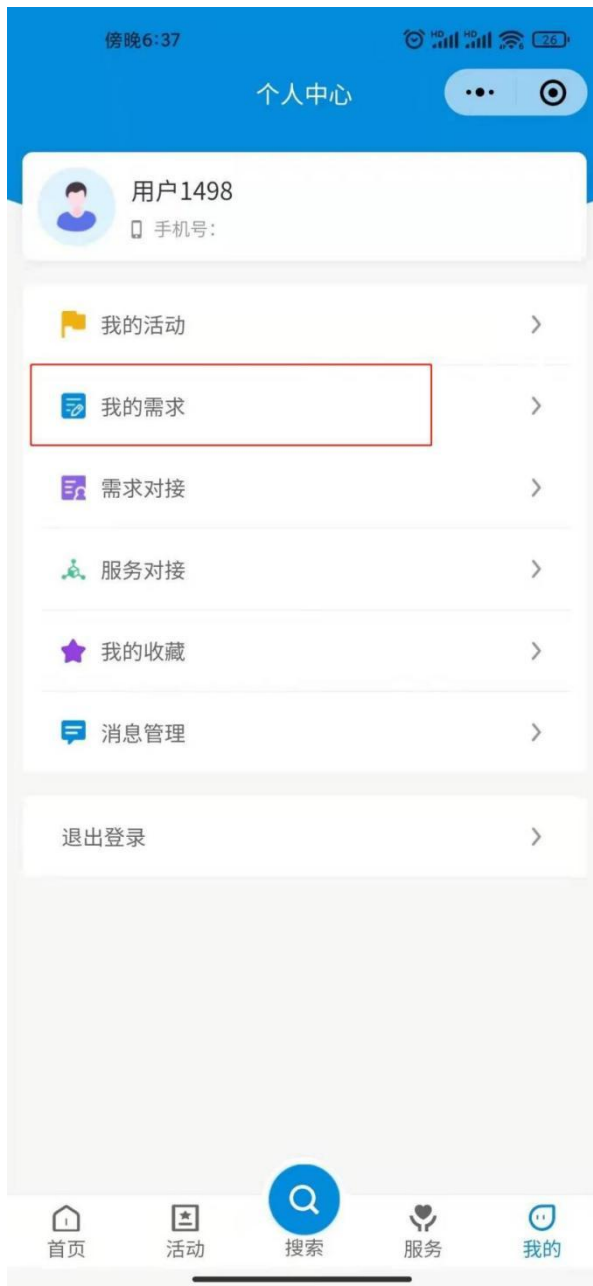 傍晚6:37
26
个人中心
用户1498
手机号:
我的活动
我的需求
需求对接
服务对接
我的收藏
消息管理
退出登录
首页
活动
搜索
服务
我的